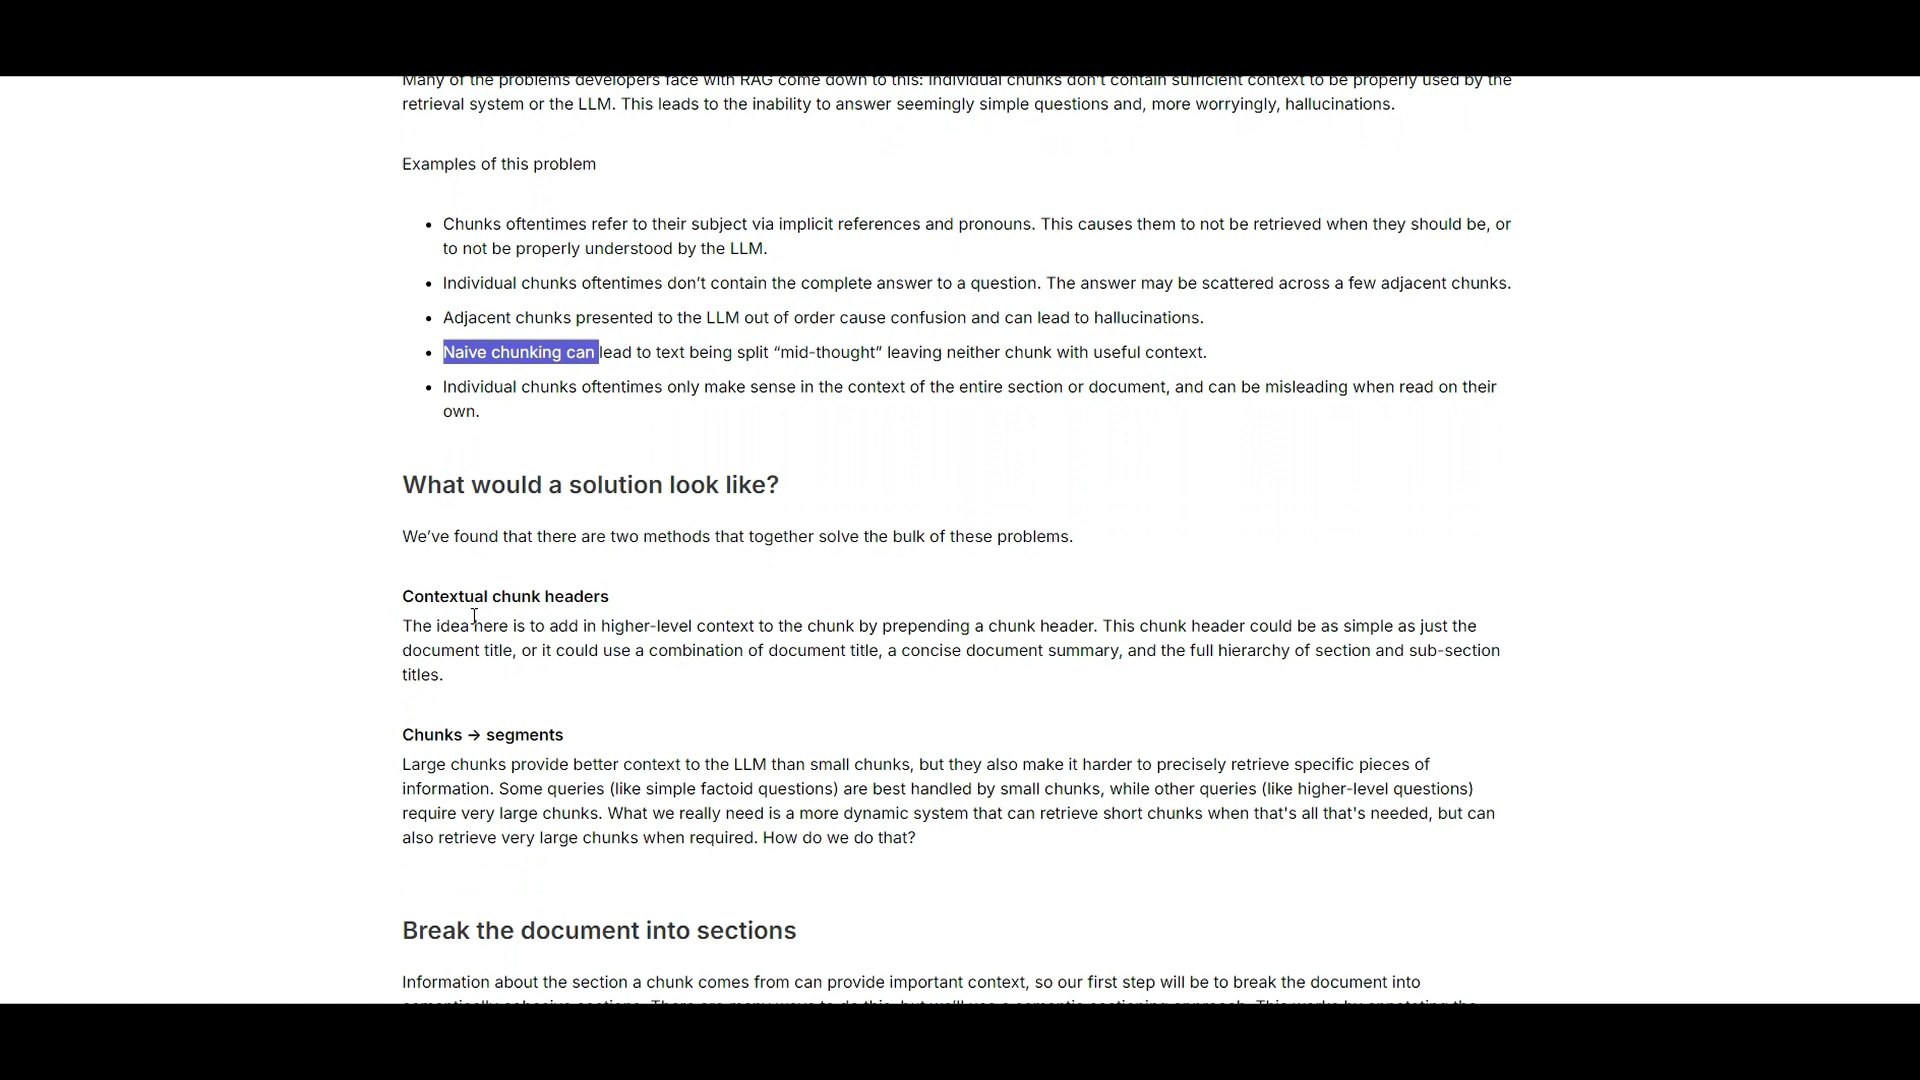 Many of the problems developers face with RAG come down to this: Individual chunks don’t contain sufficient context to be properly used by the
retrieval system or the LLM. This leads to the inability to answer seemingly simple questions and, more worryingly, hallucinations.
Examples of this problem
• Chunks oftentimes refer to their subject via implicit references and pronouns. This causes them to not be retrieved when they should be, or
to not be properly understood by the LLM.
• Individual chunks oftentimes don’t contain the complete answer to a question. The answer may be scattered across a few adjacent chunks.
• Adjacent chunks presented to the LLM out of order cause confusion and can lead to hallucinations.
• Naive chunking can lead to text being split “mid-thought” leaving neither chunk with useful context.
• Individual chunks oftentimes only make sense in the context of the entire section or document, and can be misleading when read on their
own.
What would a solution look like?
We’ve found that there are two methods that together solve the bulk of these problems.
Contextual chunk headers
The idea here is to add in higher-level context to the chunk by prepending a chunk header. This chunk header could be as simple as just the
document title, or it could use a combination of document title, a concise document summary, and the full hierarchy of section and sub-section
titles.
Chunks → segments
Large chunks provide better context to the LLM than small chunks, but they also make it harder to precisely retrieve specific pieces of
information. Some queries (like simple factoid questions) are best handled by small chunks, while other queries (like higher-level questions)
require very large chunks. What we really need is a more dynamic system that can retrieve short chunks when that's all that's needed, but can
also retrieve very large chunks when required. How do we do that?
Break the document into sections
Information about the section a chunk comes from can provide important context, so our first step will be to break the document into